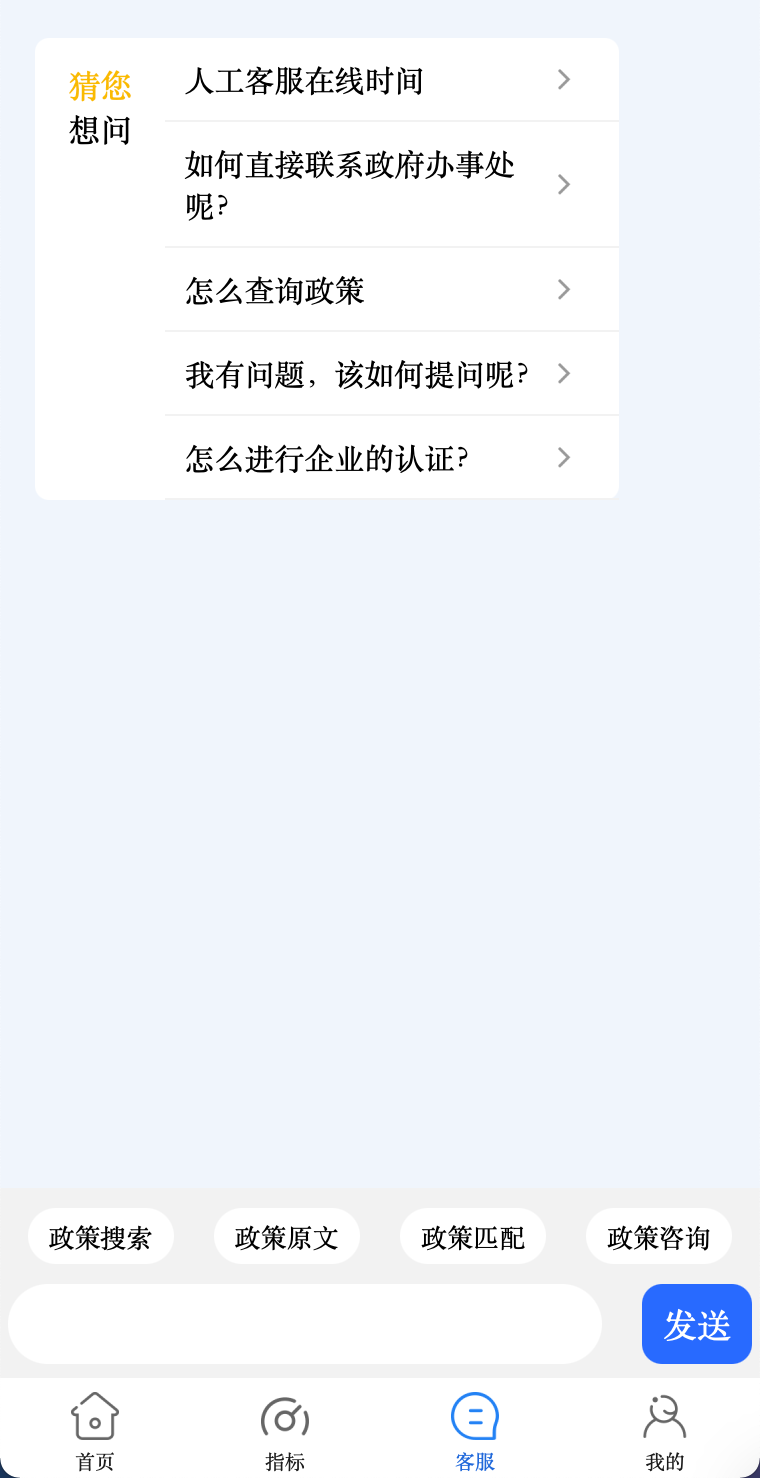 猜您
想问
人工客服在线时间
如何直接联系政府办事处
呢?
怎么查询政策
我有问题，该如何提问呢?
怎么进行企业的认证?
政策搜索
政策原文
政策匹配
政策咨询
发送
首页
指标
客服
我的